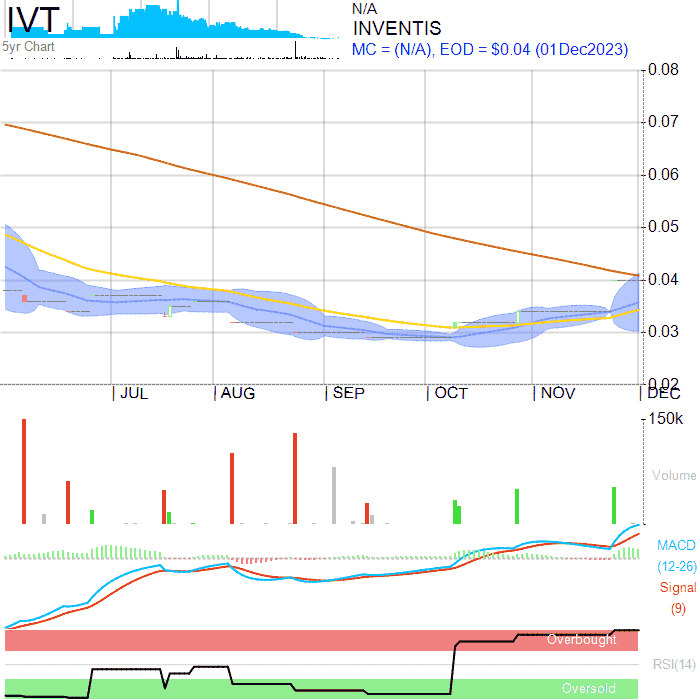 IVT
5yr Chart
N/A
INVENTIS
MC = (N/A), EOD = $0.04 (01Dec2023)
0.08
0.07
0.06
0.05
0.04
0.03
0.02
JUL
AUG
SEP
OCT
NOV
DEC
150k
Volume
MACD
(12-26)
Signal
(9)
Overbought
RSI(14)
Oversold